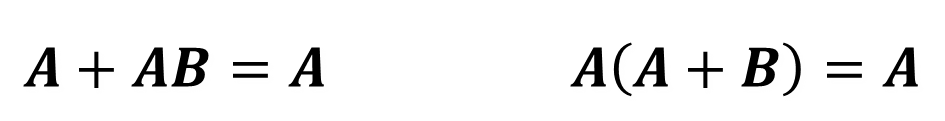 A + AB = A A(A + B) = A